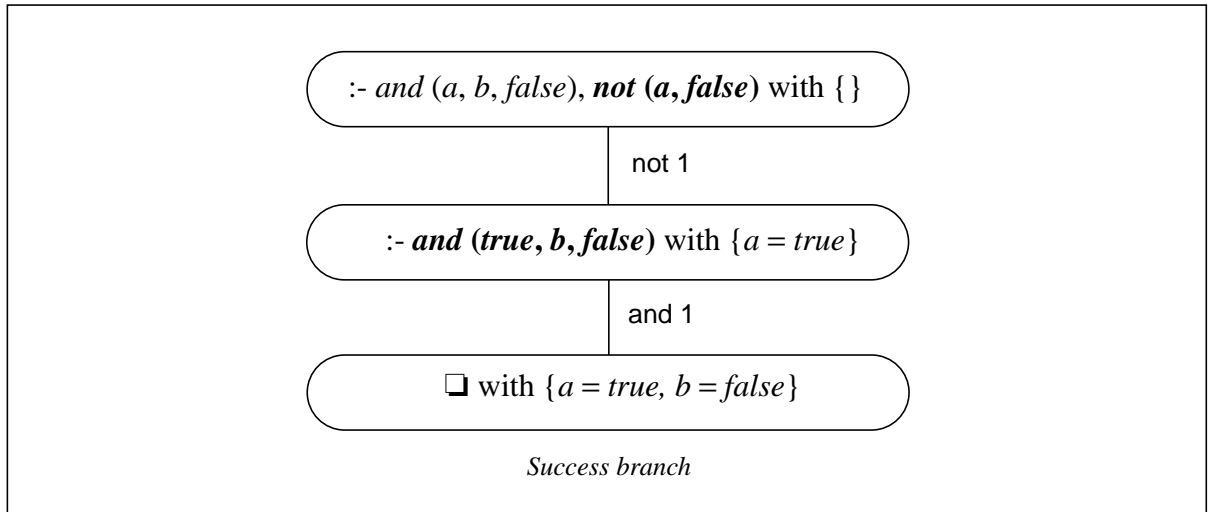 :- and (a, b, false), not (a, false) with {}
not 1
:- and (true, b, false) with {a = true}
and 1
❏ with {a = true, b = false}
Success branch